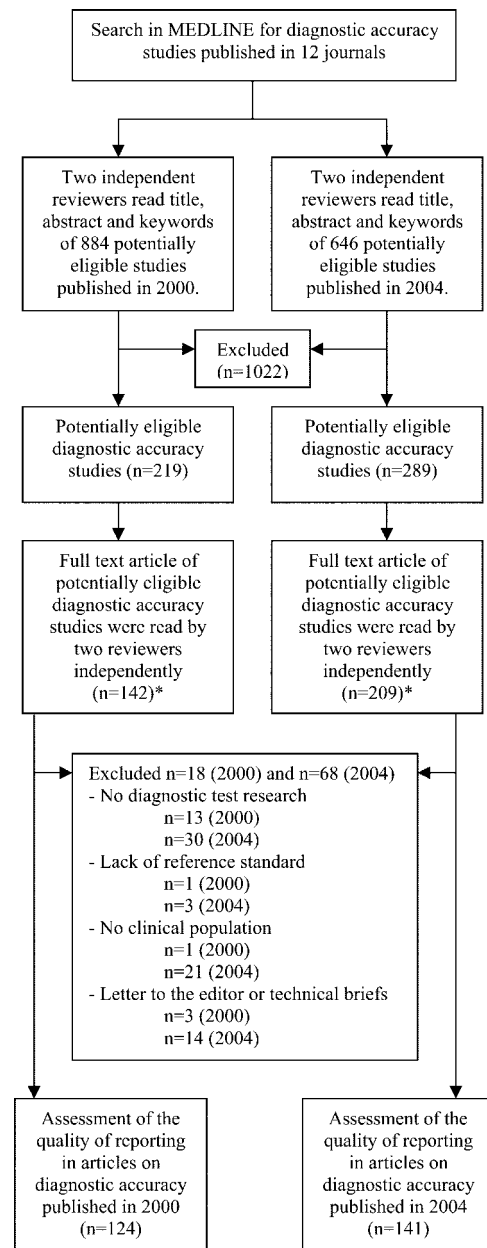 Search in MEDLINE for diagnostic accuracy
studies published in 12 journals
Two independent
reviewers read title,
abstract and keywords
of 884 potentially
eligible studies
published in 2000.
Two independent
reviewers read title,
abstract and keywords
of 646 potentially
eligible studies
published in 2004.
Excluded
(n=1022)
Potentially eligible
diagnostic accuracy
studies (n=219)
Potentially eligible
diagnostic accuracy
studies (n=289)
Full text article of
potentially eligible
diagnostic accuracy
studies were read by
two reviewers
independently
(n=142)*
Full text article of
potentially eligible
diagnostic accuracy
studies were read by
two reviewers
independently
(n=209)*
Excluded n=18 (2000) and n=68 (2004)
- No diagnostic test research
n=13 (2000)
n=30 (2004)
- Lack of reference standard
n=1 (2000)
n=3 (2004)
- No clinical population
n=1 (2000)
n=21 (2004)
- Letter to the editor or technical briefs
n=3 (2000)
n=14 (2004)
Assessment of the
quality of reporting
in articles on
diagnostic accuracy
published in 2000
(n=124)
Assessment of the
quality of reporting
in articles on
diagnostic accuracy
published in 2004
(n=141)